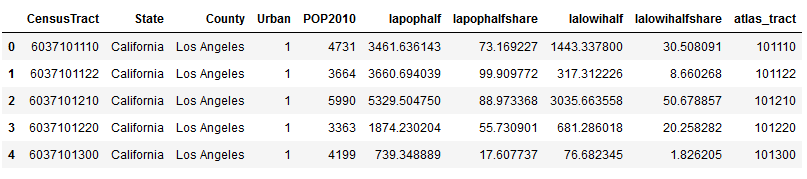 CensusTract State County Urban POP2010 lapophalf lapophalfshare lalowihalf lalowihalfshare atlas_tract
0 6037101110 California Los Angeles 1 4731 3461.636143 73.169227 1443.337800 30.508091 101110
1 6037101122 California Los Angeles 1 3664 3660.694039 99.909772 317.312226 8.660268 101122
2 6037101210 California Los Angeles 1 5990 5329.504750 88.973368 3035.663558 50.678857 101210
3 6037101220 California Los Angeles 1 3363 1874.230204 55.730901 681.286018 20.258282 101220
4 6037101300 California Los Angeles 1 4199 739.348889 17.607737 76.682345 1.826205 101300